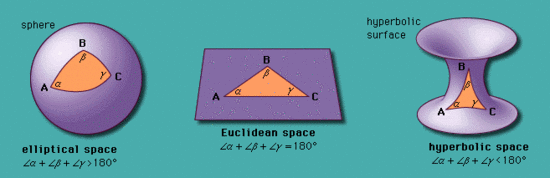 sphere
B
β
γ
A
α
C
elliptical space
∠α+∠β+∠γ>180°
B
β
A
α
γ
C
Euclidean space
∠α+∠β+∠γ=180°
hyperbolic
surface
B
β
α
γ
A
C
hyperbolic space
∠α+∠β+∠γ<180°